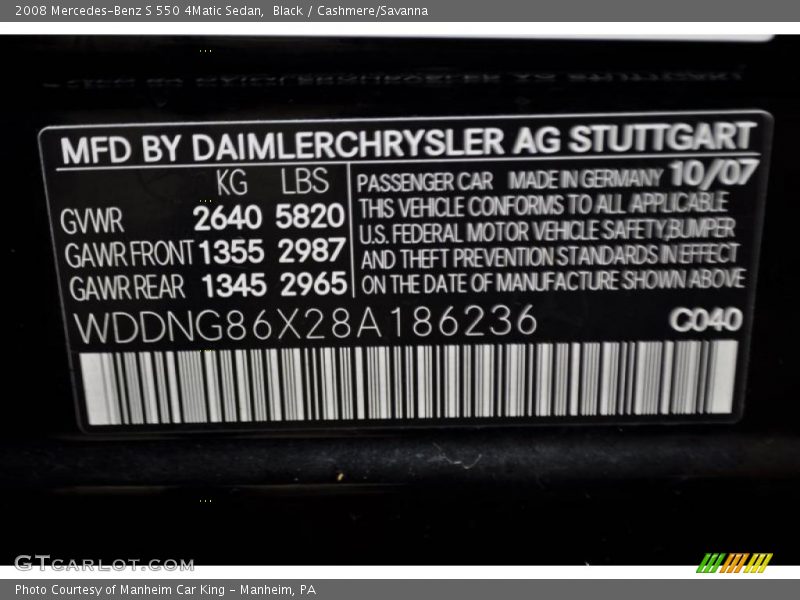 2008 Mercedes-Benz S 550 4Matic Sedan,  Black / Cashmere/Savanna
MFD BY DAIMLERCHRYSLER AG STUTTGART
KG LBS
GVWR 2640 5820
GAWR FRONT 1355 2987
GAWR REAR 1345 2965
PASSENGER CAR MADE IN GERMANY 10/07
THIS VEHICLE CONFORMS TO ALL APPLICABLE
U.S. FEDERAL MOTOR VEHICLE SAFETY,BUMPER
AND THEFT PREVENTION STANDARDS IN EFFECT
ON THE DATE OF MANUFACTURE SHOWN ABOVE
WDDNG86X28A186236 C040
GTCARLOT.COM
Photo Courtesy of Manheim Car King - Manheim, PA